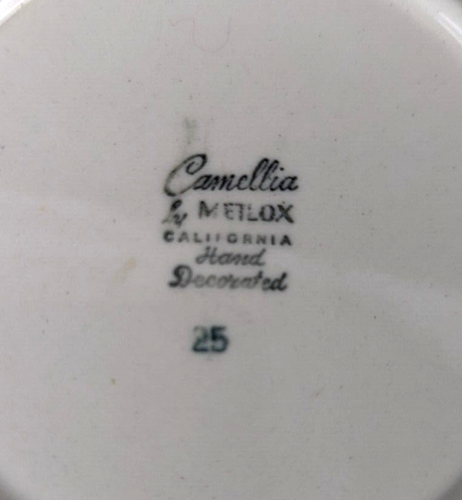 Camellia
by METLOX
CALIFORNIA
Hand
Decorated
25